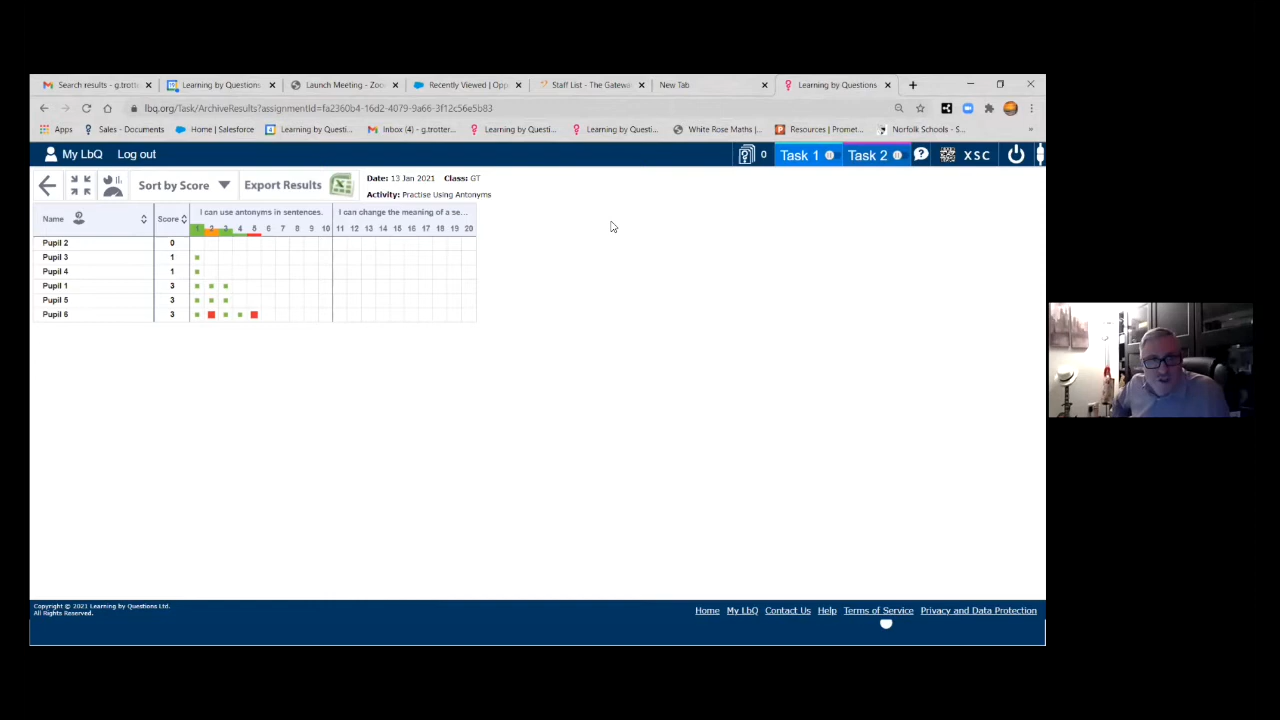 Search results - g.trotte
Learning by Questions
Launch Meeting - Zoo
Recently Viewed | Opp
Staff List - The Gatewa
New Tab
Learning by Questions
lbq.org/Task/ArchiveResults?assignmentId=fa2360b4-16d2-4079-9a66-3f12c56e5b83
Apps
Sales - Documents
Home | Salesforce
Learning by Questi...
Inbox (4) - g.trotter...
Learning by Questi...
Learning by Questi...
White Rose Maths |...
Resources | Promet...
Norfolk Schools - S...
My LbQ
Log out
0
Task 1
Task 2
XSC
Sort by Score
Export Results
Date: 13 Jan 2021 Class: GT
Activity: Practise Using Antonyms
Name
Score
I can use antonyms in sentences.
I can change the meaning of a se...
1 2 3 4 5 6 7 8 9 10 11 12 13 14 15 16 17 18 19 20
Pupil 2 0
Pupil 3 1
Pupil 4 1
Pupil 1 3
Pupil 5 3
Pupil 6 3
Copyright © 2021 Learning by Questions Ltd.
All Rights Reserved.
Home
My LbQ
Contact Us
Help
Terms of Service
Privacy and Data Protection